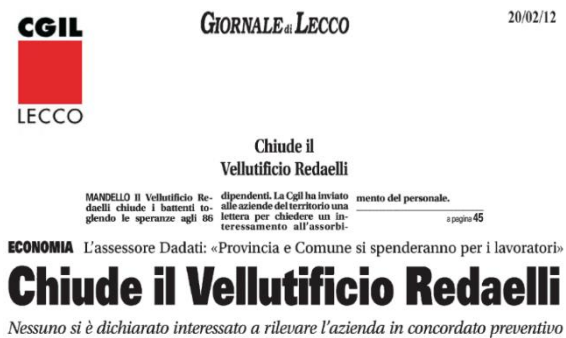 CGIL
LECCO
GIORNALE di LECCO
20/02/12
Chiude il
Vellutificio Redaelli
MANDELLO Il Vellutificio Re-
daelli chiude i battenti to-
glendo le speranze agli 86
dipendenti. La Cgil ha inviato
alle aziende del territorio una
lettera per chiedere un in-
teressamento all'assorbi-
mento del personale.
a pagina 45
ECONOMIA L'assessore Dadati: «Provincia e Comune si spenderanno per i lavoratori»
Chiude il Vellutificio Redaelli
Nessuno si è dichiarato interessato a rilevare l'azienda in concordato preventivo